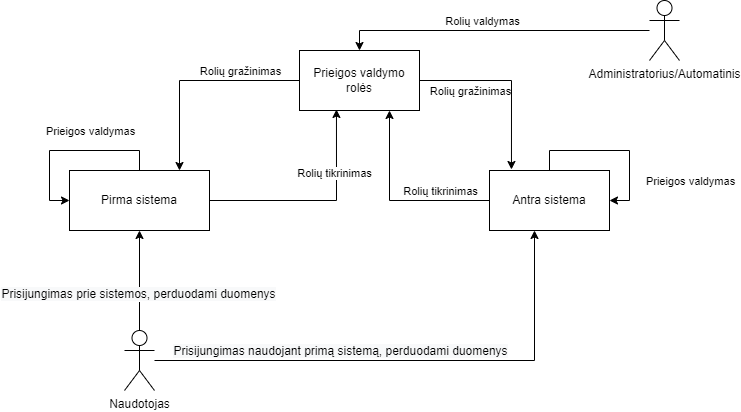 Rolių valdymas
Administratorius/Automatinis
Prieigos valdymo
rolės
Rolių gražinimas
Rolių gražinimas
Prieigos valdymas
Rolių tikrinimas
Rolių tikrinimas
Prieigos valdymas
Pirma sistema
Antra sistema
Prisijungimas prie sistemos, perduodami duomenys
Prisijungimas naudojant primą sistemą, perduodami duomenys
Naudotojas